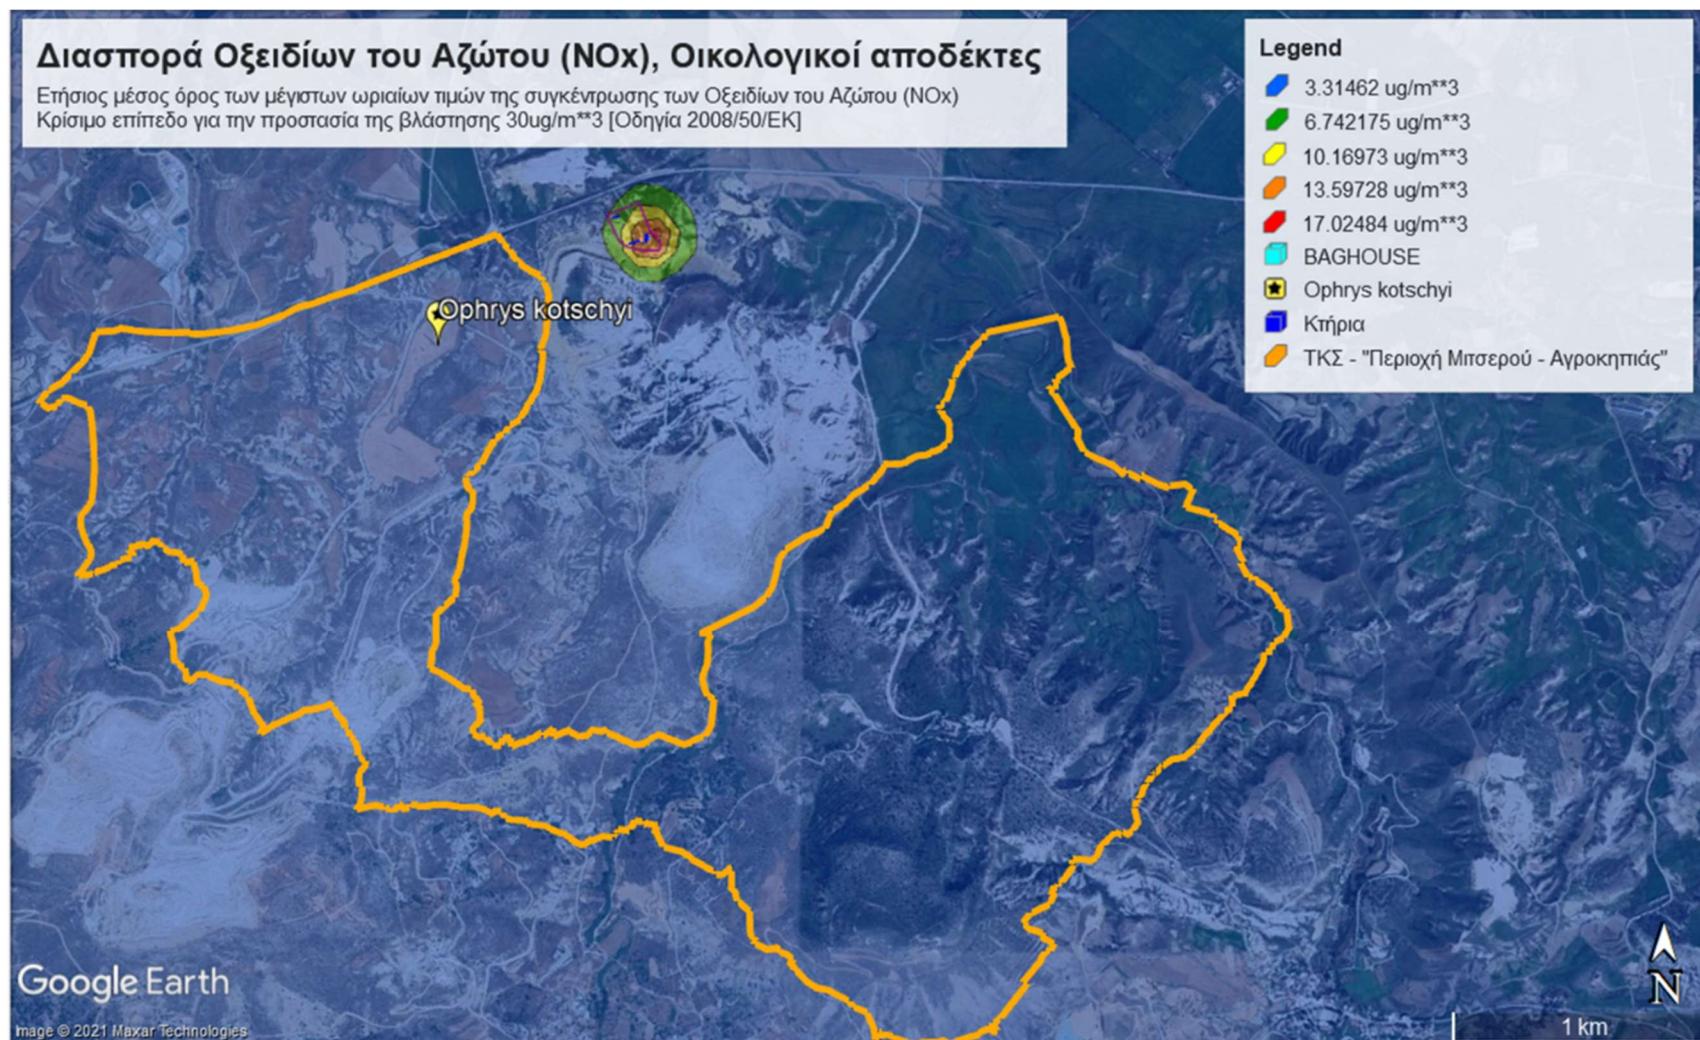 Διασπορά Οξειδίων του Αζώτου (NOx), Οικολογικοί αποδέκτες
Ετήσιος μέσος όρος των μέγιστων ωριαίων τιμών της συγκέντρωσης των Οξειδίων του Αζώτου (NOx)
Κρίσιμο επίπεδο για την προστασία της βλάστησης 30ug/m**3 [Οδηγία 2008/50/ΕΚ]
Legend
3.31462 ug/m**3
6.742175 ug/m**3
10.16973 ug/m**3
13.59728 ug/m**3
17.02484 ug/m**3
BAGHOUSE
Ophrys kotschyi
Κτήρια
ΤΚΣ - "Περιοχή Μιτσερού - Αγροκηπιάς"
Ophrys kotschyi
Google Earth
Image © 2021 Maxar Technologies
N
1 km